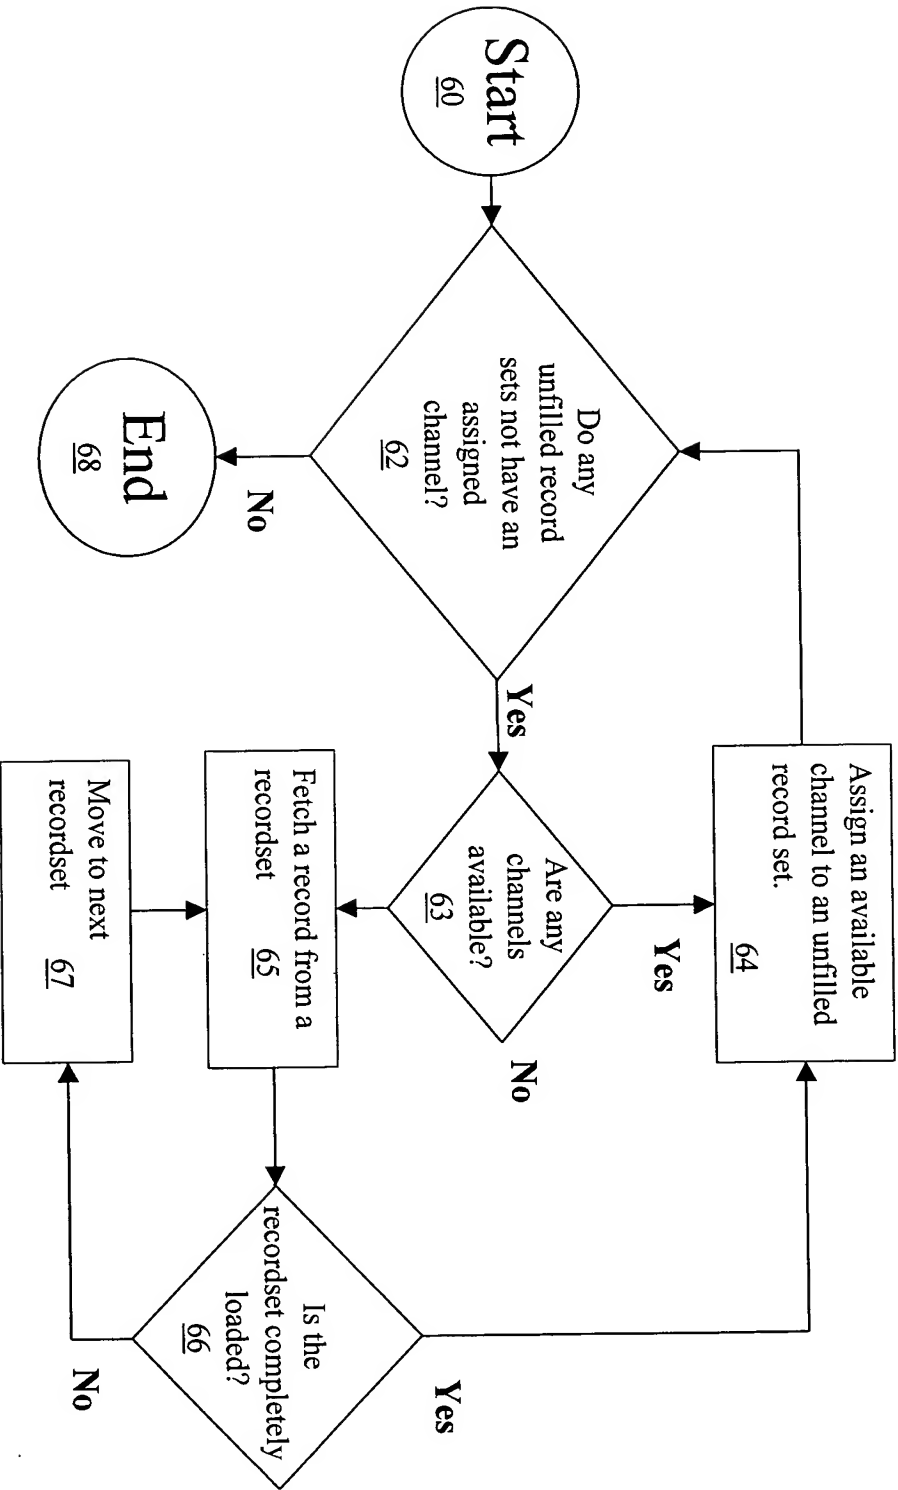 Start
60
Do any
unfilled record
sets not have an
assigned
channel?
62
No
End
68
Yes
Are any
channels
available?
63
Yes
No
Assign an available
channel to an unfilled
record set.
64
Fetch a record from a
recordset 65
Is the
recordset completely
loaded?
66
Yes
No
Move to next
recordset 67